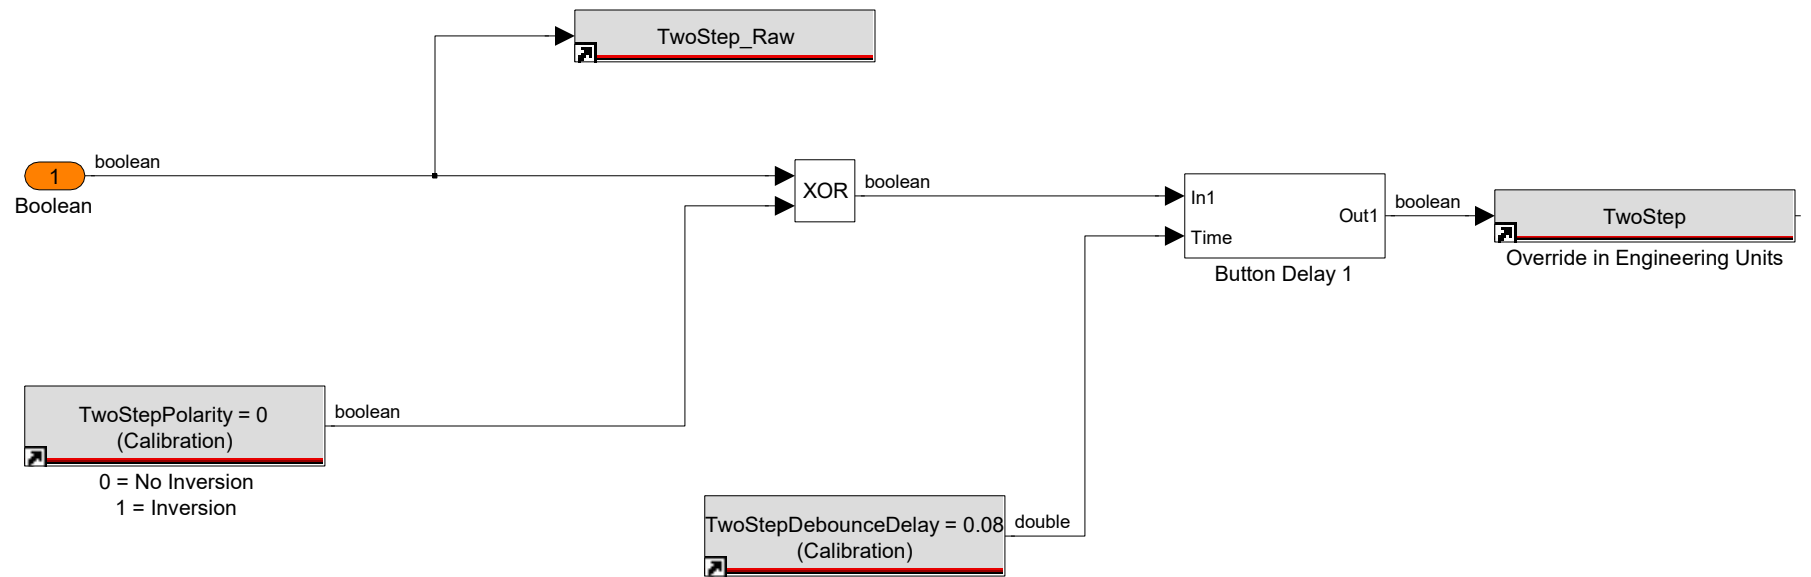 TwoStep_Raw
boolean
1
Boolean
XOR
boolean
In1
Time
Out1
Button Delay 1
boolean
TwoStep
Override in Engineering Units
TwoStepPolarity = 0
(Calibration)
boolean
0 = No Inversion
1 = Inversion
TwoStepDebounceDelay = 0.08
(Calibration)
double